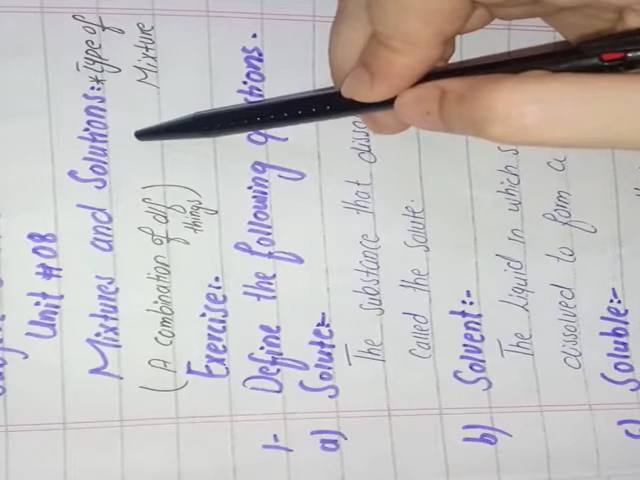 Unit #08
Mixtures and Solutions:* type of
Mixture
(A combination of diff
things)
Exercise:-
1- Define the following questions.
a) Solute:-
The substance that
called the solute.
b) Solvent:-
The Liquid in which
dissolved to form a
c) Soluble:-